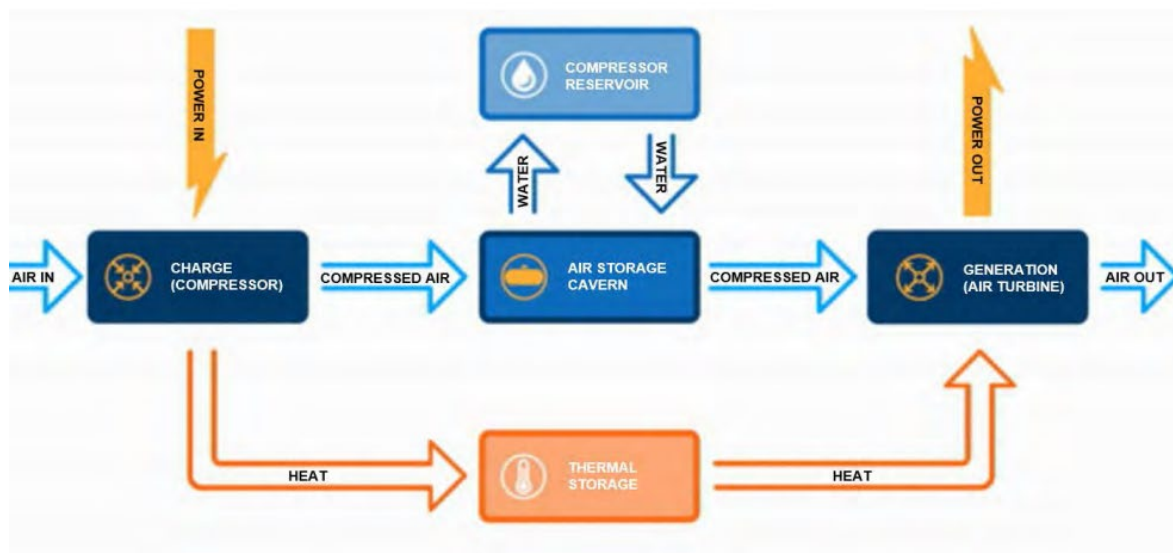 POWER IN
COMPRESSOR
RESERVOIR
POWER OUT
WATER
WATER
AIR IN
CHARGE
(COMPRESSOR)
COMPRESSED AIR
AIR STORAGE
CAVERN
COMPRESSED AIR
GENERATION
(AIR TURBINE)
AIR OUT
HEAT
THERMAL
STORAGE
HEAT